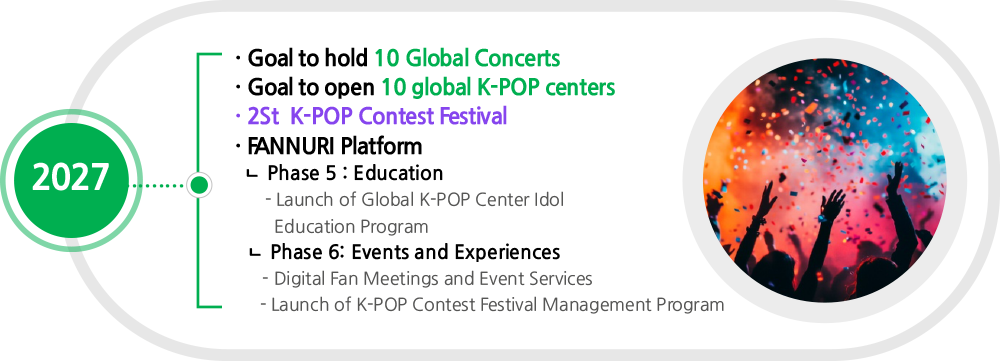 2027
· Goal to hold 10 Global Concerts
· Goal to open 10 global K-POP centers
· 2St K-POP Contest Festival
· FANNURI Platform
ㄴ Phase 5 : Education
- Launch of Global K-POP Center Idol
Education Program
ㄴ Phase 6: Events and Experiences
- Digital Fan Meetings and Event Services
- Launch of K-POP Contest Festival Management Program